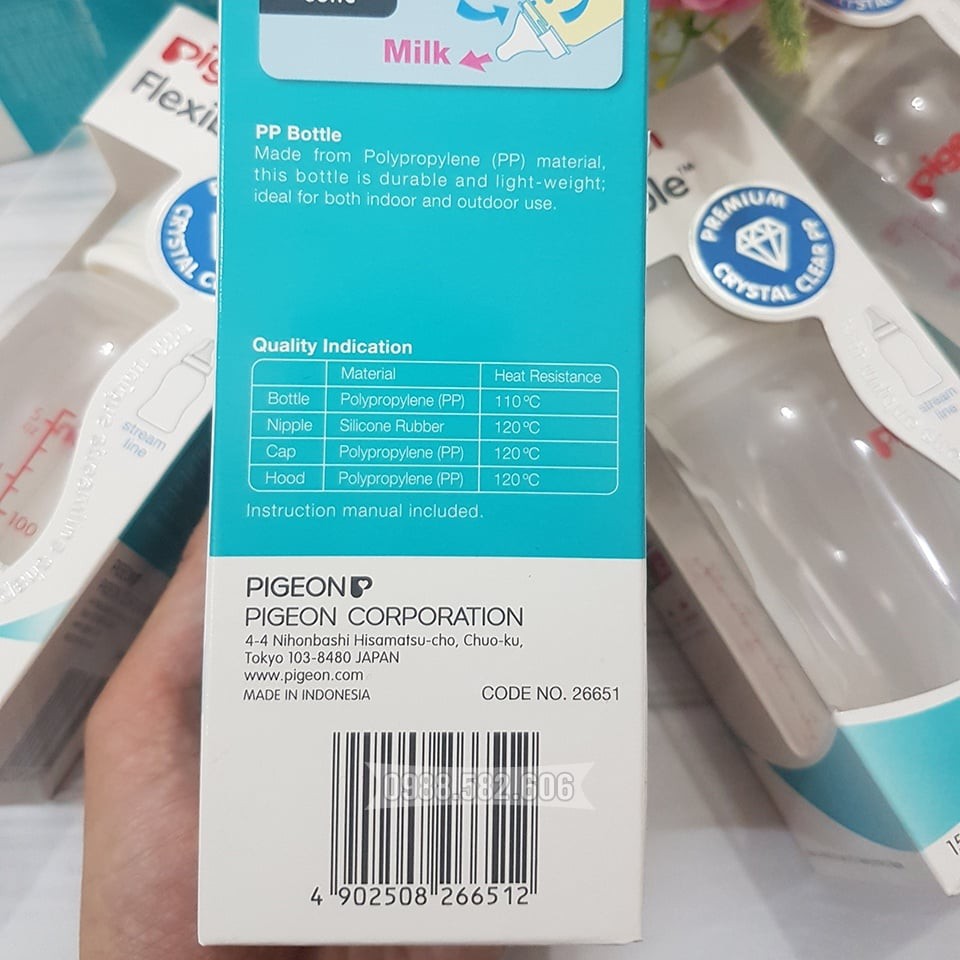 Milk
PP Bottle
Made from Polypropylene (PP) material,
this bottle is durable and light-weight;
ideal for both indoor and outdoor use.
Quality Indication
Material Heat Resistance
Bottle Polypropylene (PP) 110°C
Nipple Silicone Rubber 120°C
Cap Polypropylene (PP) 120°C
Hood Polypropylene (PP) 120°C
Instruction manual included.
PIGEON
PIGEON CORPORATION
4-4 Nihonbashi Hisamatsu-cho, Chuo-ku,
Tokyo 103-8480 JAPAN
www.pigeon.com
MADE IN INDONESIA CODE NO. 26651
0988.582.606
4 902508 266512
CRYSTAL
stream
line
100
PREMIUM
CRYSTAL CLEAR PP
stream
line